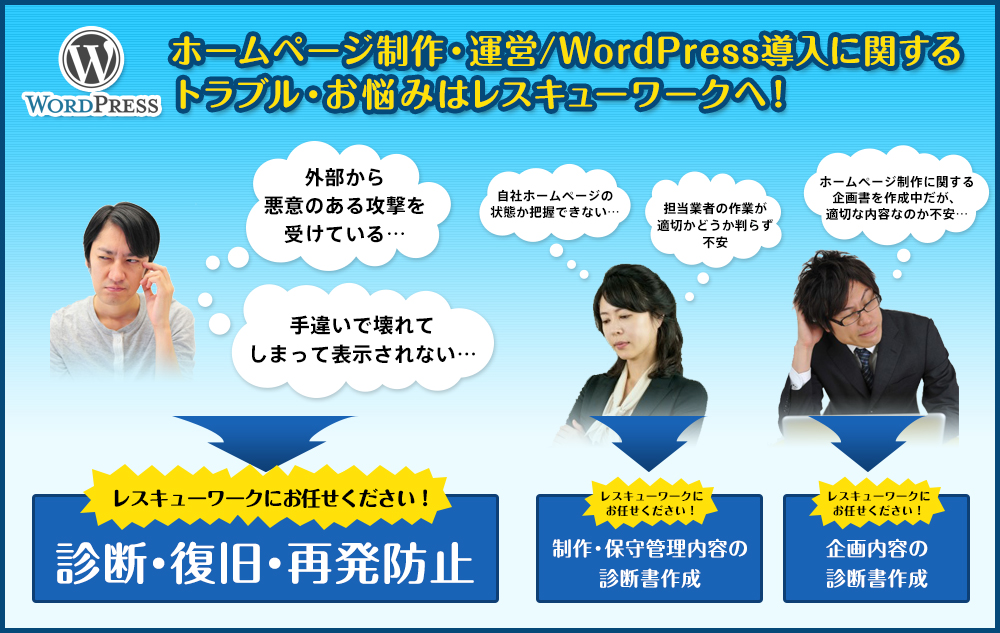 WORDPRESS
ホームページ制作・運営/WordPress導入に関する
トラブル・お悩みはレスキューワークへ!
外部から
悪意のある攻撃を
受けている…
手違いで壊れて
しまって表示されない…
自社ホームページの
状態か把握できない…
担当業者の作業が
適切かどうか判らず
不安
ホームページ制作に関する
企画書を作成中だが、
適切な内容なのか不安…
レスキューワークにお任せください!
診断・復旧・再発防止
レスキューワークに
お任せください!
制作・保守管理内容の
診断書作成
レスキューワークに
お任せください!
企画内容の
診断書作成